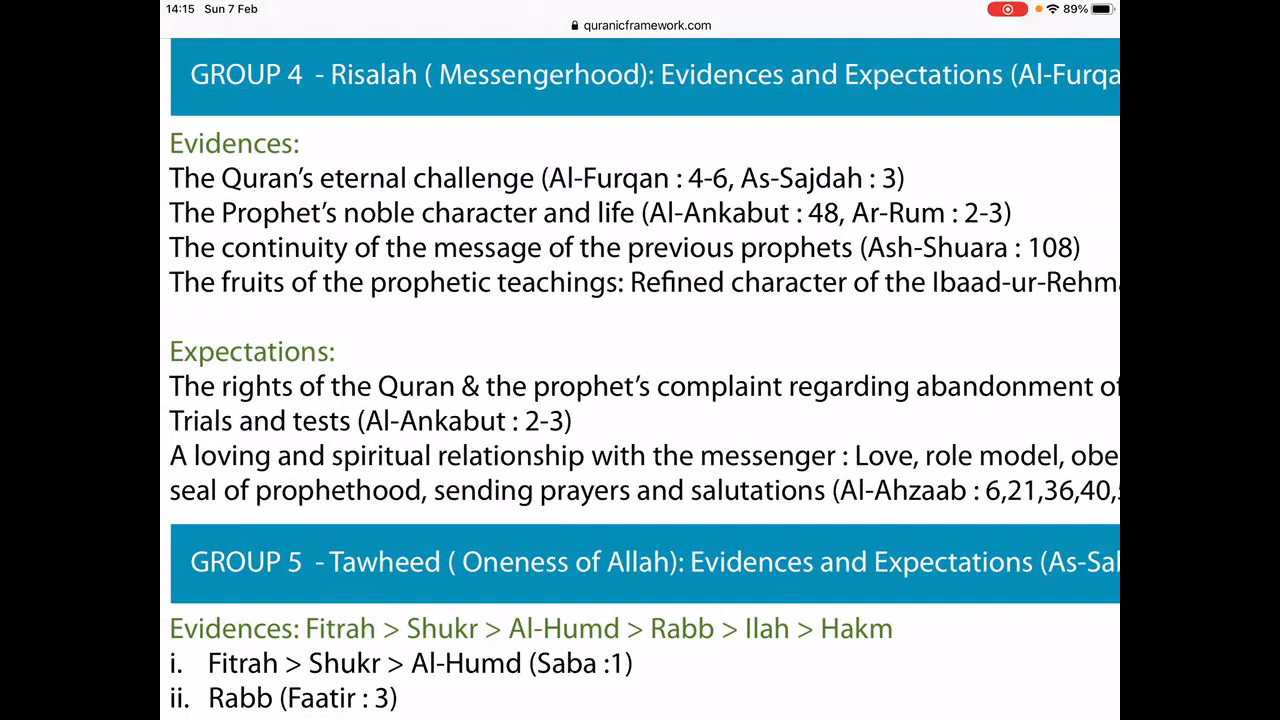 14:15 Sun 7 Feb 89%
quranicframework.com
GROUP 4 - Risalah ( Messengerhood): Evidences and Expectations (Al-Furqa
Evidences:
The Quran’s eternal challenge (Al-Furqan : 4-6, As-Sajdah : 3)
The Prophet’s noble character and life (Al-Ankabut : 48, Ar-Rum : 2-3)
The continuity of the message of the previous prophets (Ash-Shuara : 108)
The fruits of the prophetic teachings: Refined character of the Ibaad-ur-Rehma
Expectations:
The rights of the Quran & the prophet’s complaint regarding abandonment of
Trials and tests (Al-Ankabut : 2-3)
A loving and spiritual relationship with the messenger : Love, role model, obe
seal of prophethood, sending prayers and salutations (Al-Ahzaab : 6,21,36,40,
GROUP 5 - Tawheed ( Oneness of Allah): Evidences and Expectations (As-Sa
Evidences: Fitrah > Shukr > Al-Humd > Rabb > Ilah > Hakm
i. Fitrah > Shukr > Al-Humd (Saba :1)
ii. Rabb (Faatir : 3)